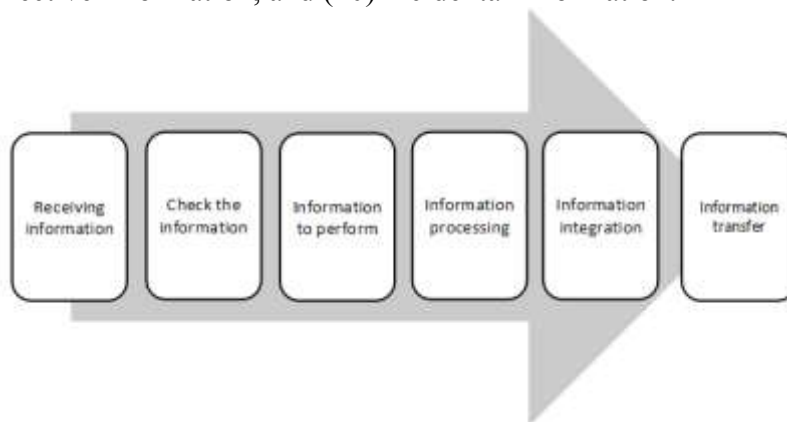 Receiving
information
Check the
information
Information
to perform
Information
processing
Information
integration
Information
transfer